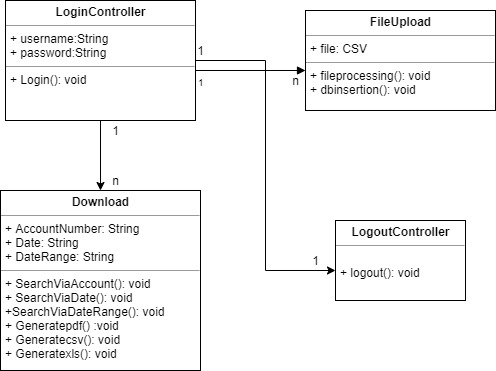 LoginController
+ username:String
+ password:String
+ Login(): void
FileUpload
+ file: CSV
+ fileprocessing(): void
+ dbinsertion(): void
1
1
n
1
n
Download
+ AccountNumber: String
+ Date: String
+ DateRange: String
+ SearchViaAccount(): void
+ SearchViaDate(): void
+SearchViaDateRange(): void
+ Generatepdf() :void
+ Generatecsv(): void
+ Generatexls(): void
LogoutController
+ logout(): void
1